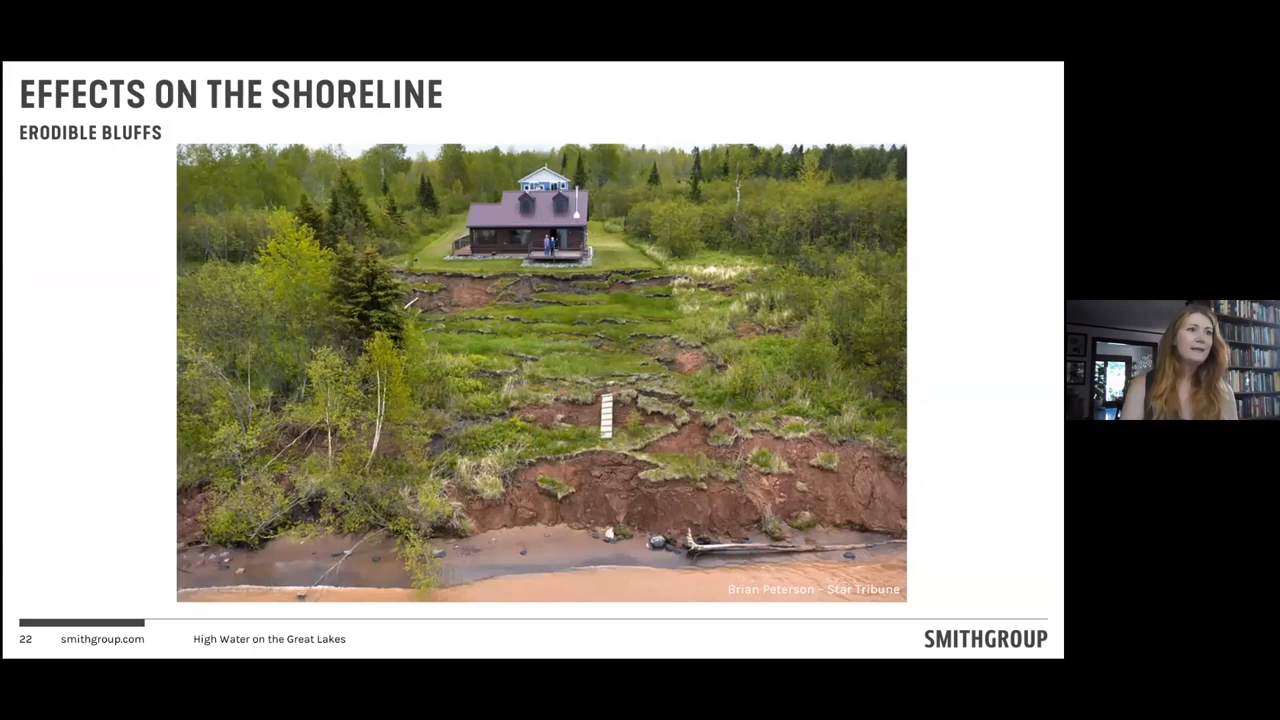 EFFECTS ON THE SHORELINE
ERODIBLE BLUFFS
Brian Peterson - Star Tribune
22 smithgroup.com High Water on the Great Lakes SMITHGROUP